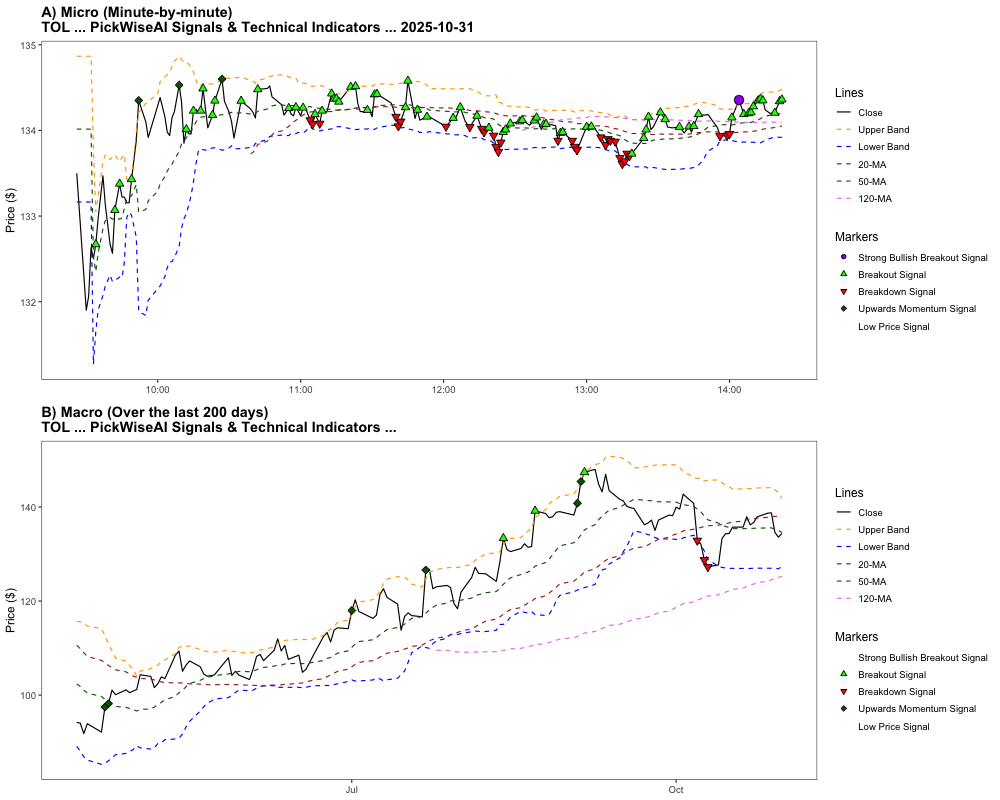 A) Micro (Minute-by-minute)
TOL ... PickWiseAI Signals & Technical Indicators ... 2025-10-31
Price ($)
135
134
133
132
10:00
11:00
12:00
13:00
14:00
Lines
Close
Upper Band
Lower Band
20-MA
50-MA
120-MA
Markers
Strong Bullish Breakout Signal
Breakout Signal
Breakdown Signal
Upwards Momentum Signal
Low Price Signal
B) Macro (Over the last 200 days)
TOL ... PickWiseAI Signals & Technical Indicators ...
Price ($)
140
120
100
Jul
Oct
Lines
Close
Upper Band
Lower Band
20-MA
50-MA
120-MA
Markers
Strong Bullish Breakout Signal
Breakout Signal
Breakdown Signal
Upwards Momentum Signal
Low Price Signal